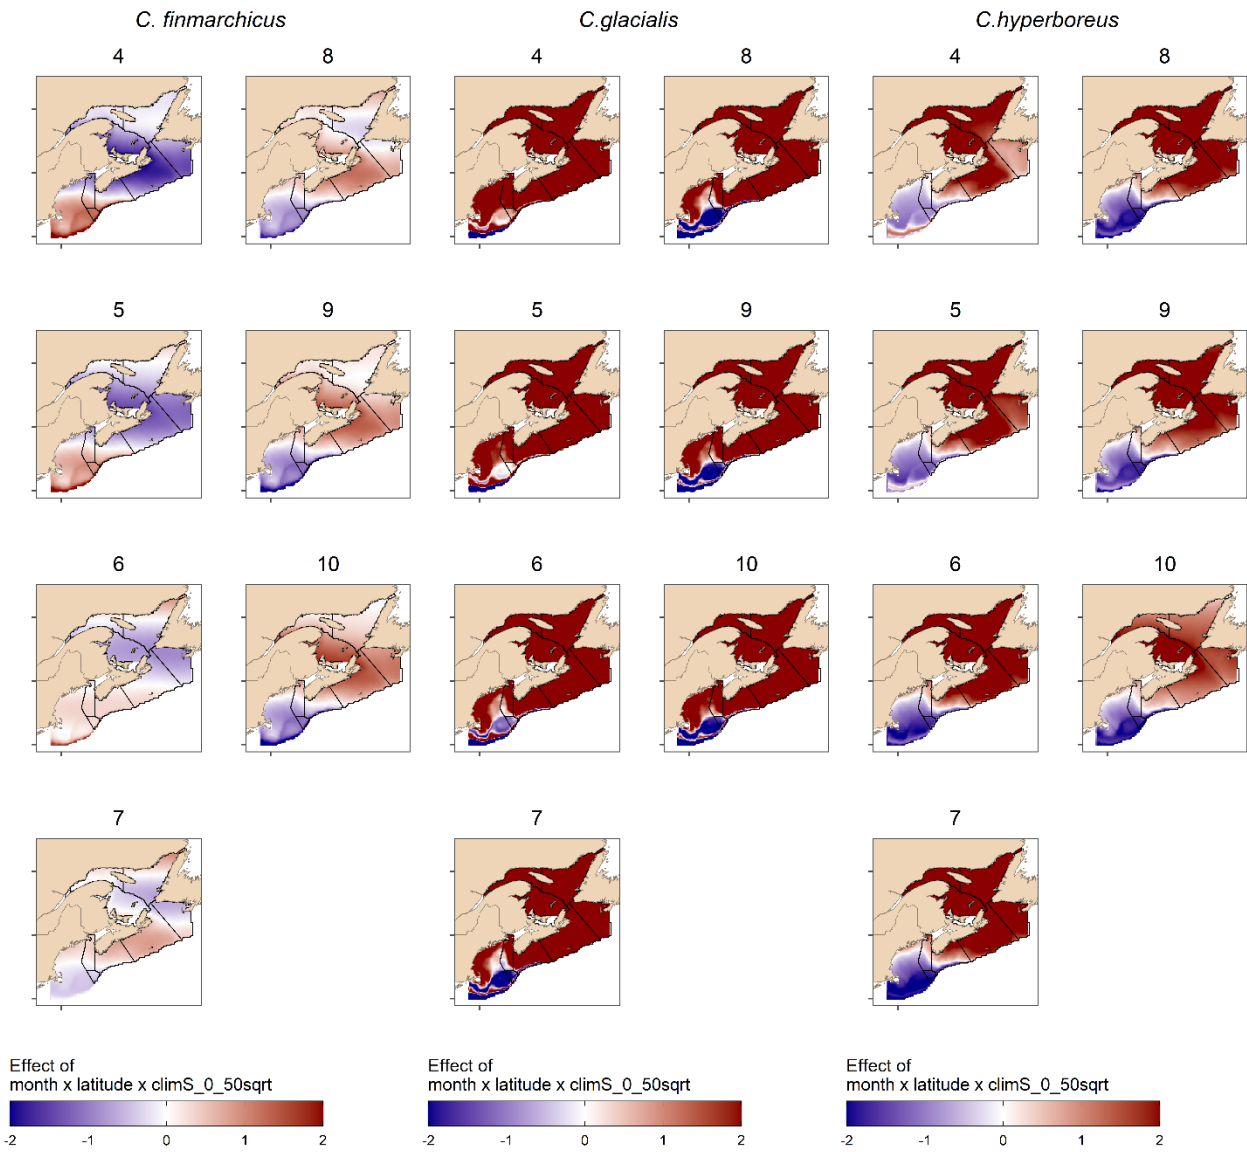 C. finmarchicus
C.glacialis
C.hyperboreus
4 8 4 8 4 8
5 9 5 9 5 9
6 10 6 10 6 10
7 7 7
Effect of
month x latitude x climS_0_50sqrt
-2 -1 0 1 2
Effect of
month x latitude x climS_0_50sqrt
-2 -1 0 1 2
Effect of
month x latitude x climS_0_50sqrt
-2 -1 0 1 2